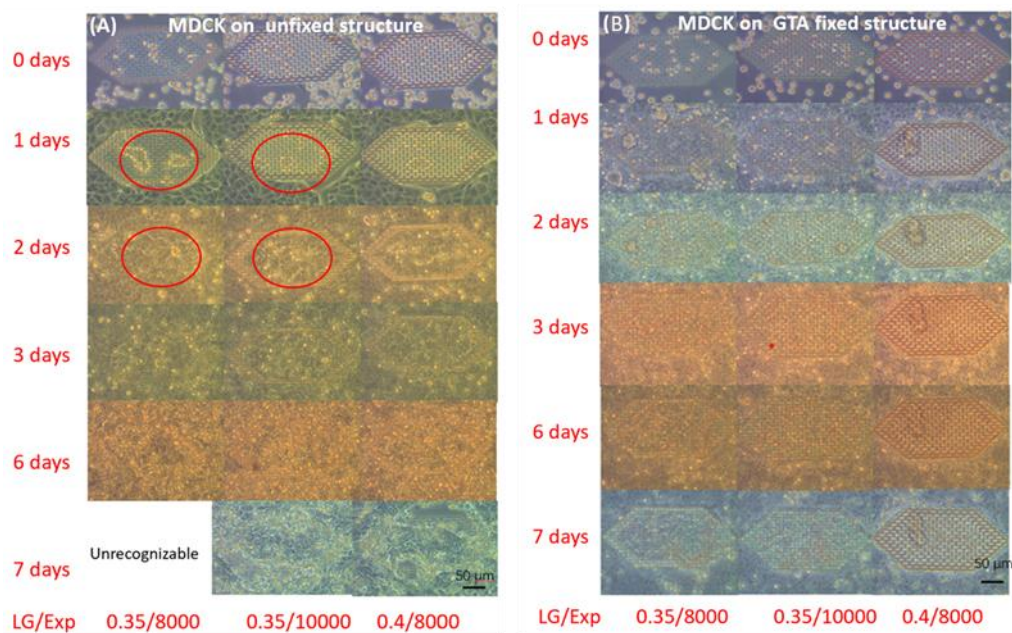 (A) MDCK on unfixed structure
0 days
1 days
2 days
3 days
6 days
Unrecognizable
7 days
50 µm
LG/Exp 0.35/8000 0.35/10000 0.4/8000
(B) MDCK on GTA fixed structure
0 days
1 days
2 days
3 days
6 days
7 days
50 µm
LG/Exp 0.35/8000 0.35/10000 0.4/8000